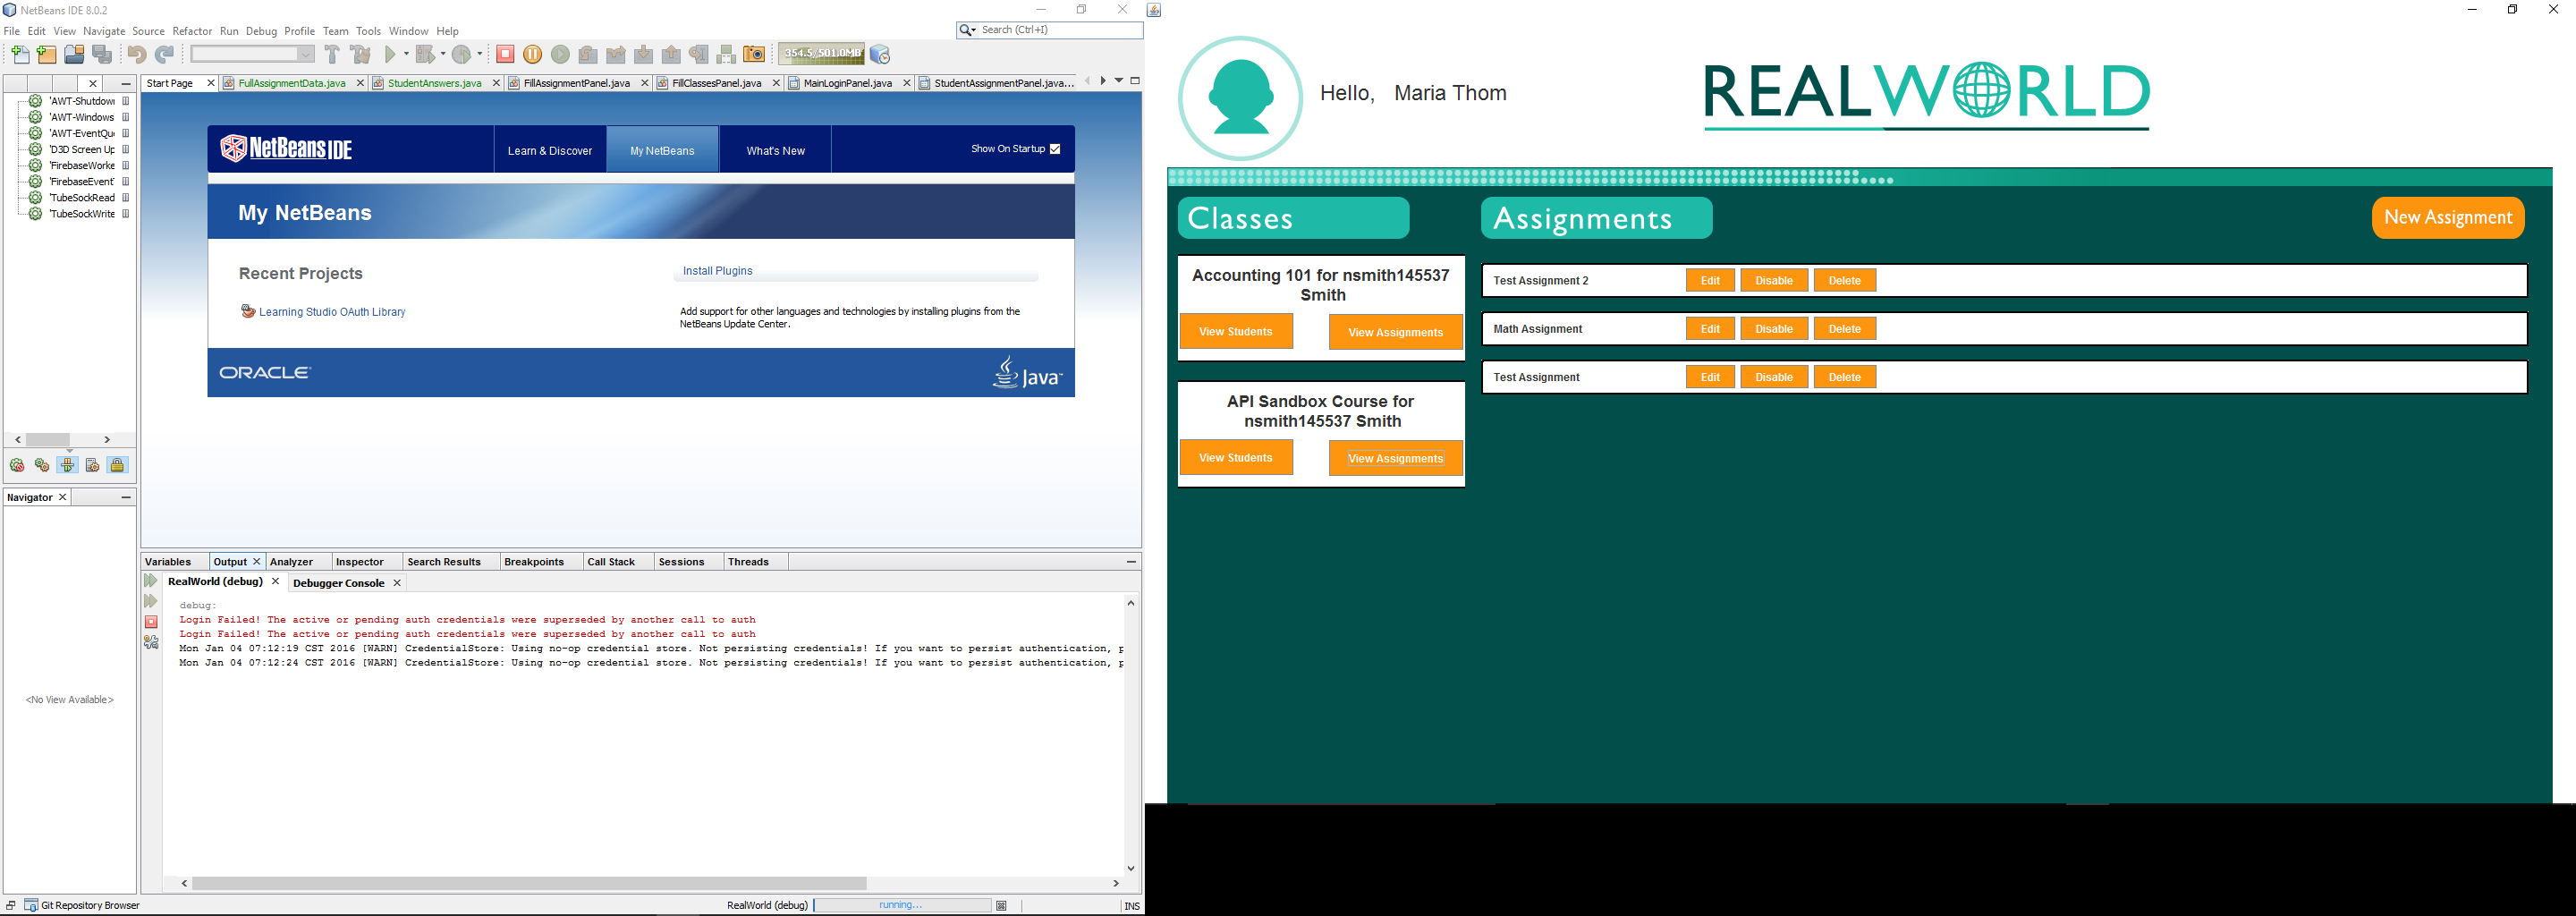 NetBeans IDE 8.0.2
File Edit View Navigate Source Refactor Run Debug Profile Team Tools Window Help
Search (Ctrl+I)
354.5/501.0MB
'AWT-Shutdown
'AWT-Windows
'AWT-EventQu
'D3D Screen Up
'FirebaseWorke
'FirebaseEvent
'TubeSockRead
'TubeSockWrite
Start Page FullAssignmentData.java StudentAnswers.java FillAssignmentPanel.java FillClassesPanel.java MainLoginPanel.java StudentAssignmentPanel.java...
NetBeans IDE
Learn & Discover My NetBeans What's New
Show On Startup
My NetBeans
Recent Projects
Learning Studio OAuth Library
Install Plugins
Add support for other languages and technologies by installing plugins from the
NetBeans Update Center.
ORACLE
Java
Navigator
<No View Available>
Variables Output Analyzer Inspector Search Results Breakpoints Call Stack Sessions Threads
RealWorld (debug) Debugger Console
debug:
Login Failed! The active or pending auth credentials were superseded by another call to auth
Login Failed! The active or pending auth credentials were superseded by another call to auth
Mon Jan 04 07:12:19 CST 2016 [WARN] CredentialStore: Using no-op credential store. Not persisting credentials! If you want to persist authentication, p
Mon Jan 04 07:12:24 CST 2016 [WARN] CredentialStore: Using no-op credential store. Not persisting credentials! If you want to persist authentication, p
Git Repository Browser
RealWorld (debug) running... INS
Hello, Maria Thom
REALWORLD
Classes
Assignments
New Assignment
Accounting 101 for nsmith145537
Smith
View Students View Assignments
API Sandbox Course for
nsmith145537 Smith
View Students View Assignments
Test Assignment 2 Edit Disable Delete
Math Assignment Edit Disable Delete
Test Assignment Edit Disable Delete